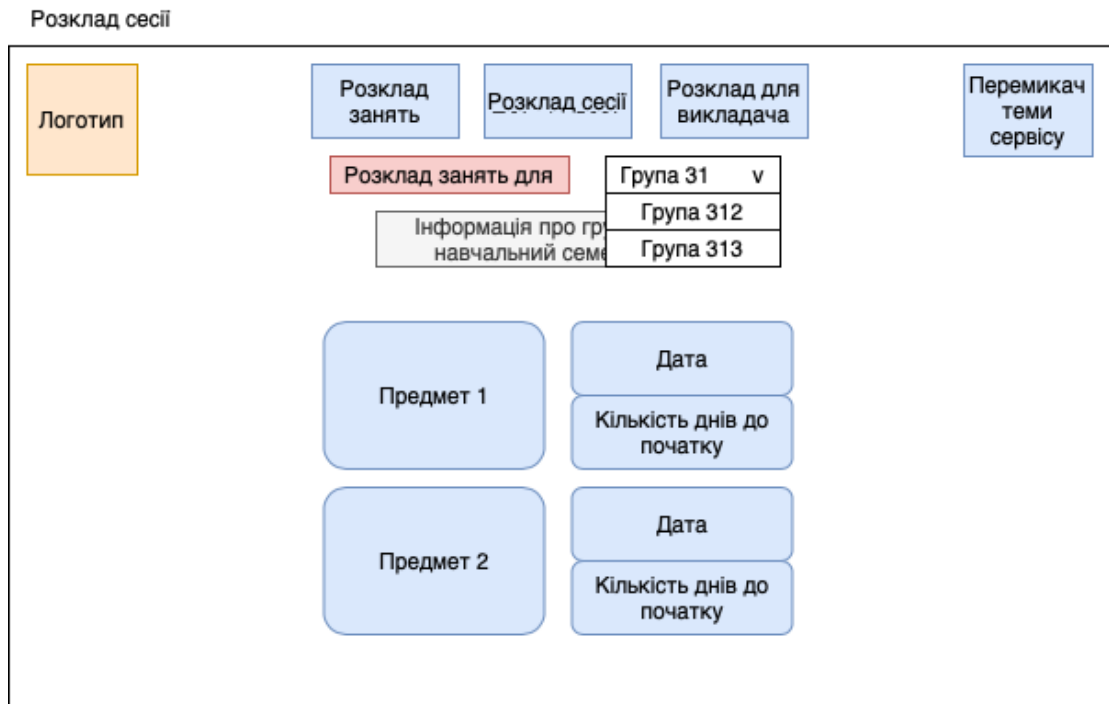 Розклад сесії
Логотип
Розклад
занять
Розклад сесії
Розклад для
викладача
Перемикач
теми
сервісу
Розклад занять для
Група 31 v
Група 312
Група 313
Інформація про гру
навчальний семе
Предмет 1
Дата
Кількість днів до
початку
Предмет 2
Дата
Кількість днів до
початку